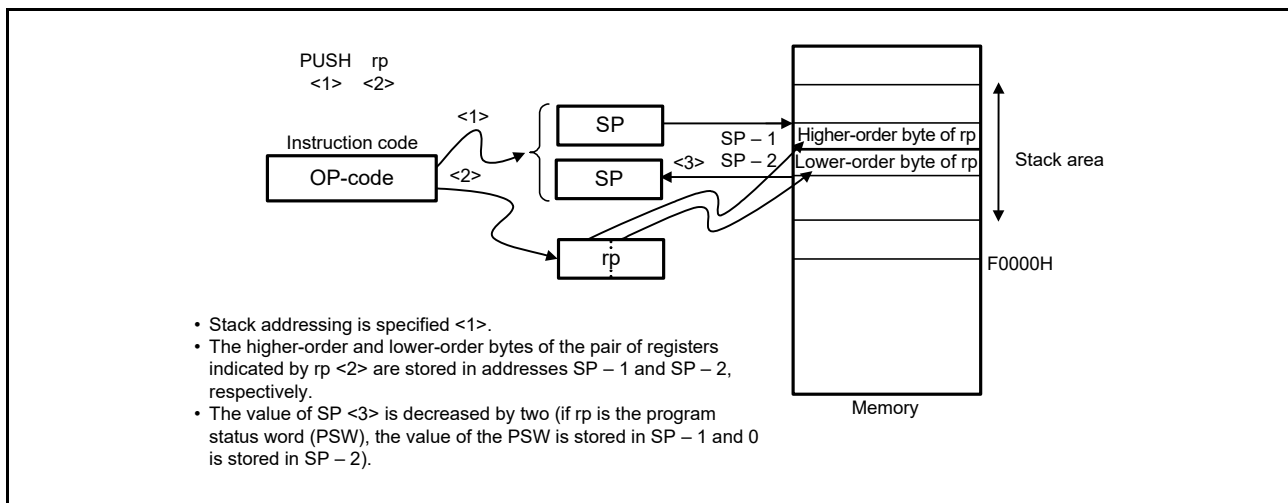 PUSH rp
<1> <2>
Instruction code
OP-code
<1>
<2>
SP
SP
<3>
rp
SP – 1
SP – 2
Higher-order byte of rp
Lower-order byte of rp
Stack area
F0000H
Memory
• Stack addressing is specified <1>.
• The higher-order and lower-order bytes of the pair of registers
indicated by rp <2> are stored in addresses SP – 1 and SP – 2,
respectively.
• The value of SP <3> is decreased by two (if rp is the program
status word (PSW), the value of the PSW is stored in SP – 1 and 0
is stored in SP – 2).